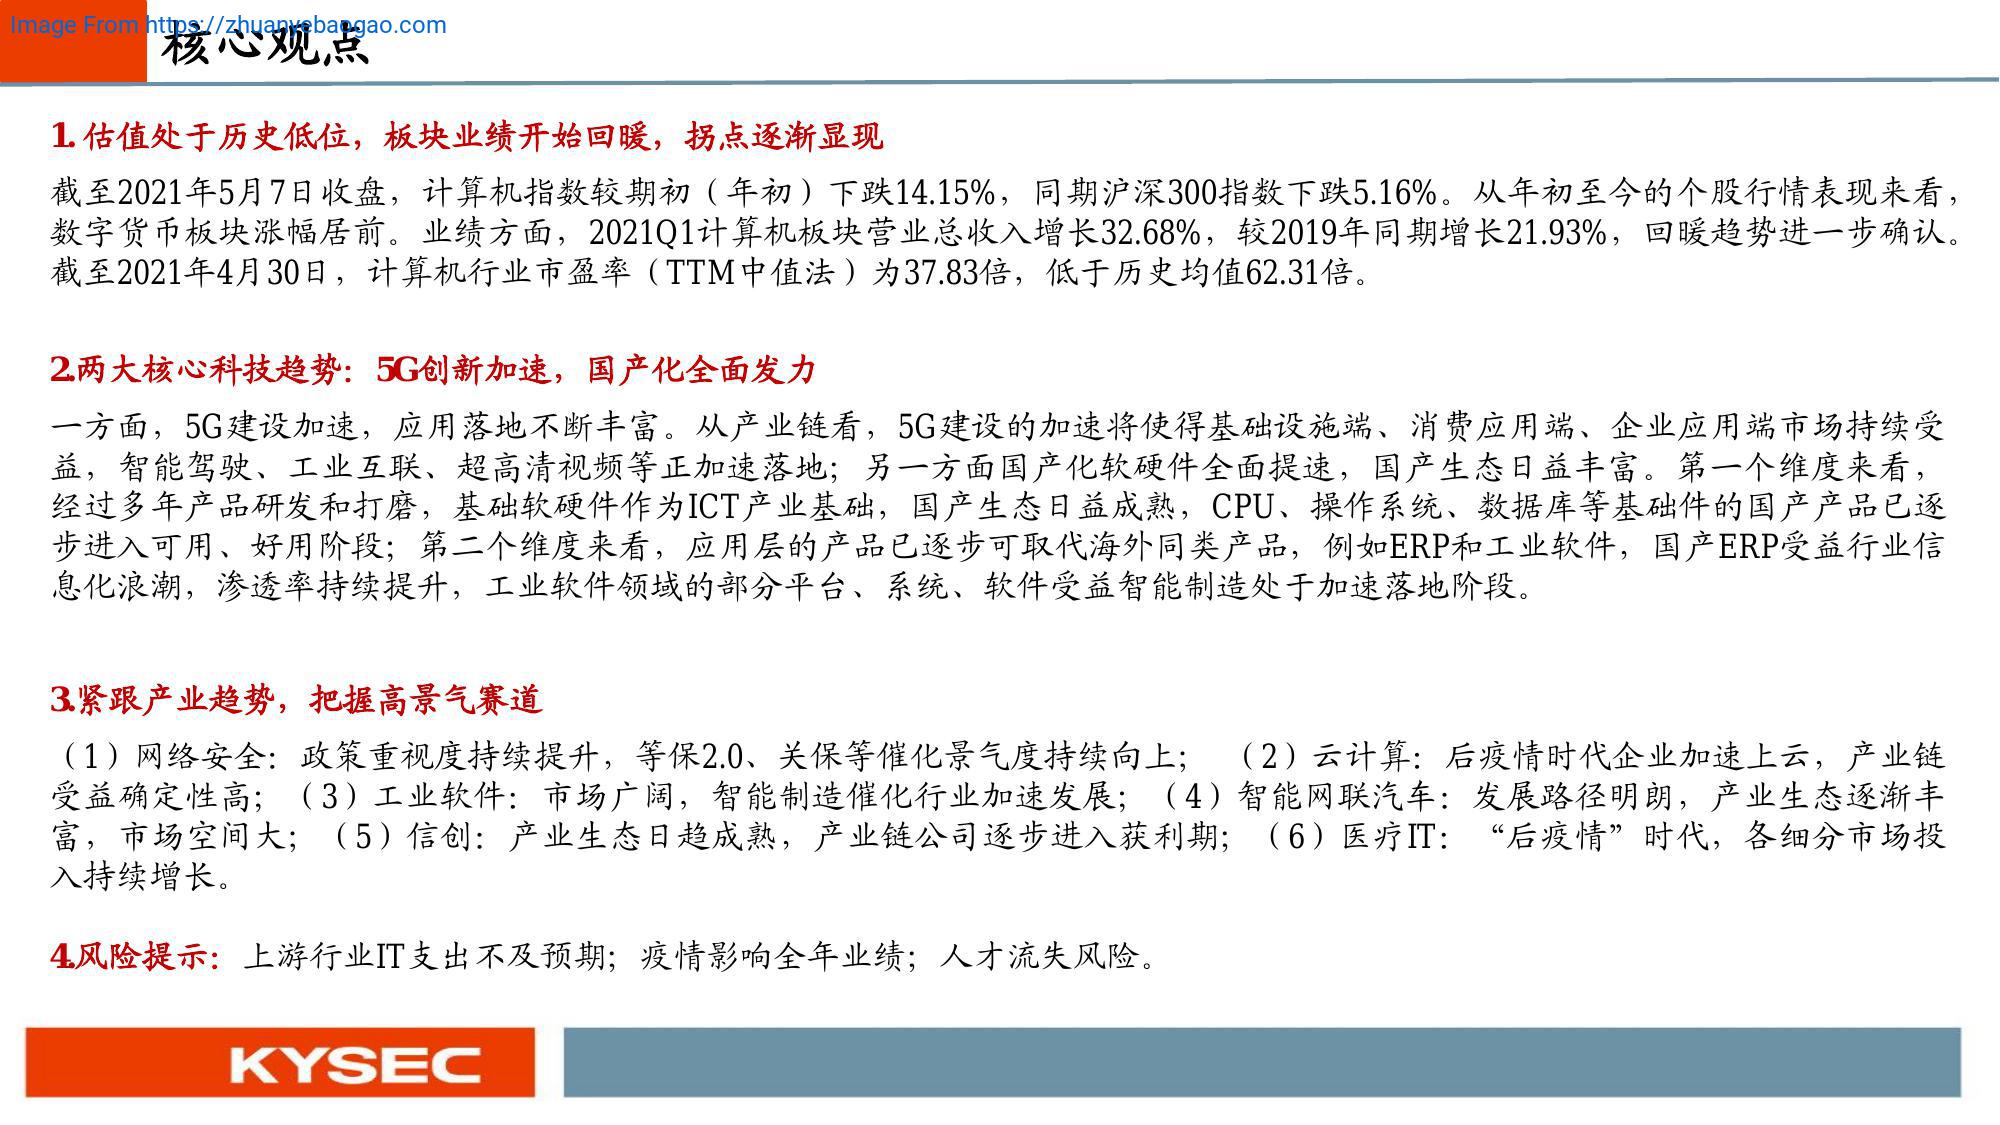 Image From https://zhuanyebaogao.com
核心观点
1. 估值处于历史低位，板块业绩开始回暖，拐点逐渐显现
截至2021年5月7日收盘，计算机指数较期初（年初）下跌14.15%，同期沪深300指数下跌5.16%。从年初至今的个股行情表现来看，
数字货币板块涨幅居前。业绩方面，2021Q1计算机板块营业总收入增长32.68%，较2019年同期增长21.93%，回暖趋势进一步确认。
截至2021年4月30日，计算机行业市盈率（TTM中值法）为37.83倍，低于历史均值62.31倍。
2.两大核心科技趋势：5G创新加速，国产化全面发力
一方面，5G建设加速，应用落地不断丰富。从产业链看，5G建设的加速将使得基础设施端、消费应用端、企业应用端市场持续受
益，智能驾驶、工业互联、超高清视频等正加速落地；另一方面国产化软硬件全面提速，国产生态日益丰富。第一个维度来看，
经过多年产品研发和打磨，基础软硬件作为ICT产业基础，国产生态日益成熟，CPU、操作系统、数据库等基础件的国产产品已逐
步进入可用、好用阶段；第二个维度来看，应用层的产品已逐步可取代海外同类产品，例如ERP和工业软件，国产ERP受益行业信
息化浪潮，渗透率持续提升，工业软件领域的部分平台、系统、软件受益智能制造处于加速落地阶段。
3.紧跟产业趋势，把握高景气赛道
（1）网络安全：政策重视度持续提升，等保2.0、关保等催化景气度持续向上； （2）云计算：后疫情时代企业加速上云，产业链
受益确定性高；（3）工业软件：市场广阔，智能制造催化行业加速发展；（4）智能网联汽车：发展路径明朗，产业生态逐渐丰
富，市场空间大；（5）信创：产业生态日趋成熟，产业链公司逐步进入获利期；（6）医疗IT：“后疫情”时代，各细分市场投
入持续增长。
4.风险提示：上游行业IT支出不及预期；疫情影响全年业绩；人才流失风险。
KYSEC